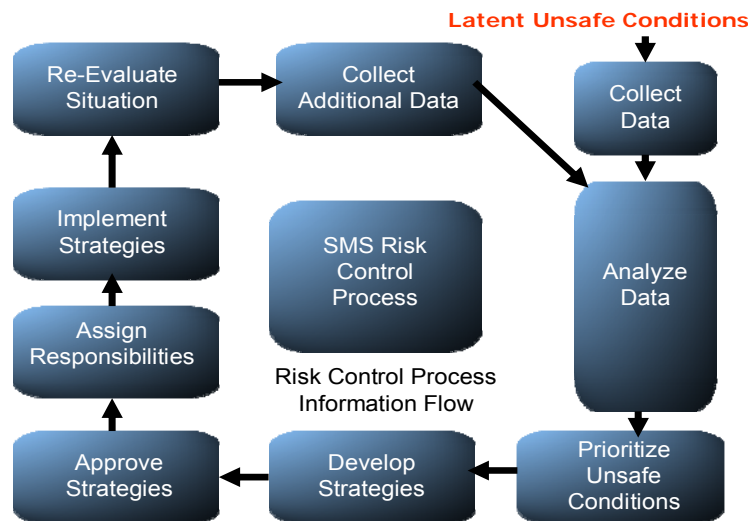 Latent Unsafe Conditions
Re-Evaluate
Situation
Collect
Additional Data
Collect
Data
Implement
Strategies
SMS Risk
Control
Process
Analyze
Data
Assign
Responsibilities
Risk Control Process
Information Flow
Approve
Strategies
Develop
Strategies
Prioritize
Unsafe
Conditions